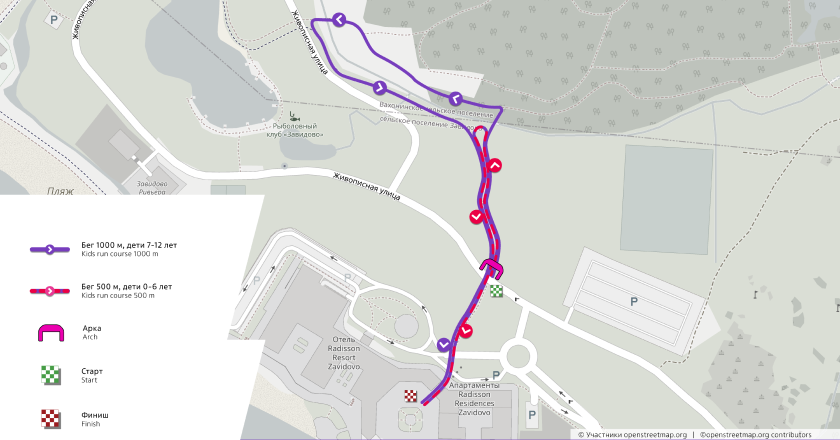 P
Живописная
Живописная улица
Вахонинское сельское поселение
сельское поселение Завидово
Рыболовный
клуб «Завидово»
Завидово
Ривьера
Пляж
Живописная улица
Бег 1000 м, дети 7-12 лет
Kids run course 1000 m
Бег 500 м, дети 0-6 лет
Kids run course 500 m
Арка
Arch
Старт
Start
Финиш
Finish
P
P
Отель
Radisson
Resort
Zavidovo
P
Апартаменты
Radisson
Residences
Zavidovo
P
© Участники openstreetmap.org | ©openstreetmap.org contributors